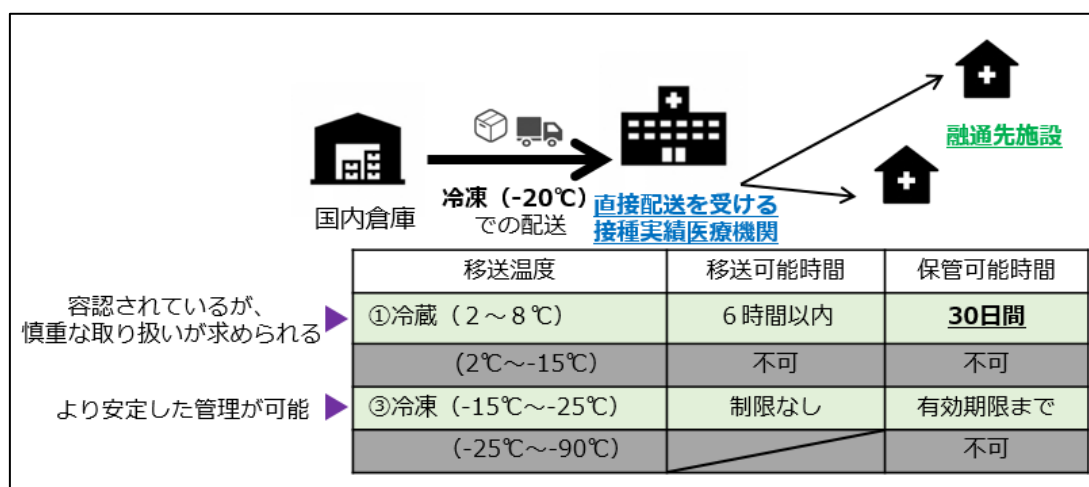 融通先施設
国内倉庫
冷凍（-20℃）
での配送
直接配送を受ける
接種実績医療機関
移送温度 移送可能時間 保管可能時間
容認されているが、
慎重な取り扱いが求められる
①冷蔵（２～８℃） ６時間以内 30日間
(2℃～-15℃) 不可 不可
より安定した管理が可能
③冷凍（-15℃～-25℃） 制限なし 有効期限まで
（-25℃～-90℃） 不可